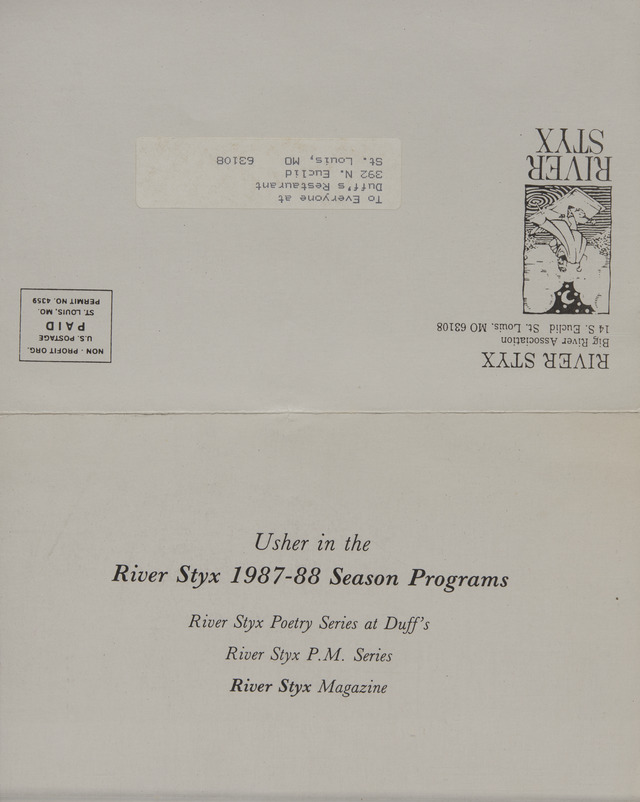 RIVER STYX
Big River Association
14 S. Euclid St. Louis, MO 63108
RIVER
STYX
NON - PROFIT ORG.
U.S. POSTAGE
PAID
ST. LOUIS, MO.
PERMIT NO. 4359
To Everyone at
Duff's Restaurant
392 N. Euclid
St. Louis, MO 63108
Usher in the
River Styx 1987-88 Season Programs
River Styx Poetry Series at Duff's
River Styx P.M. Series
River Styx Magazine